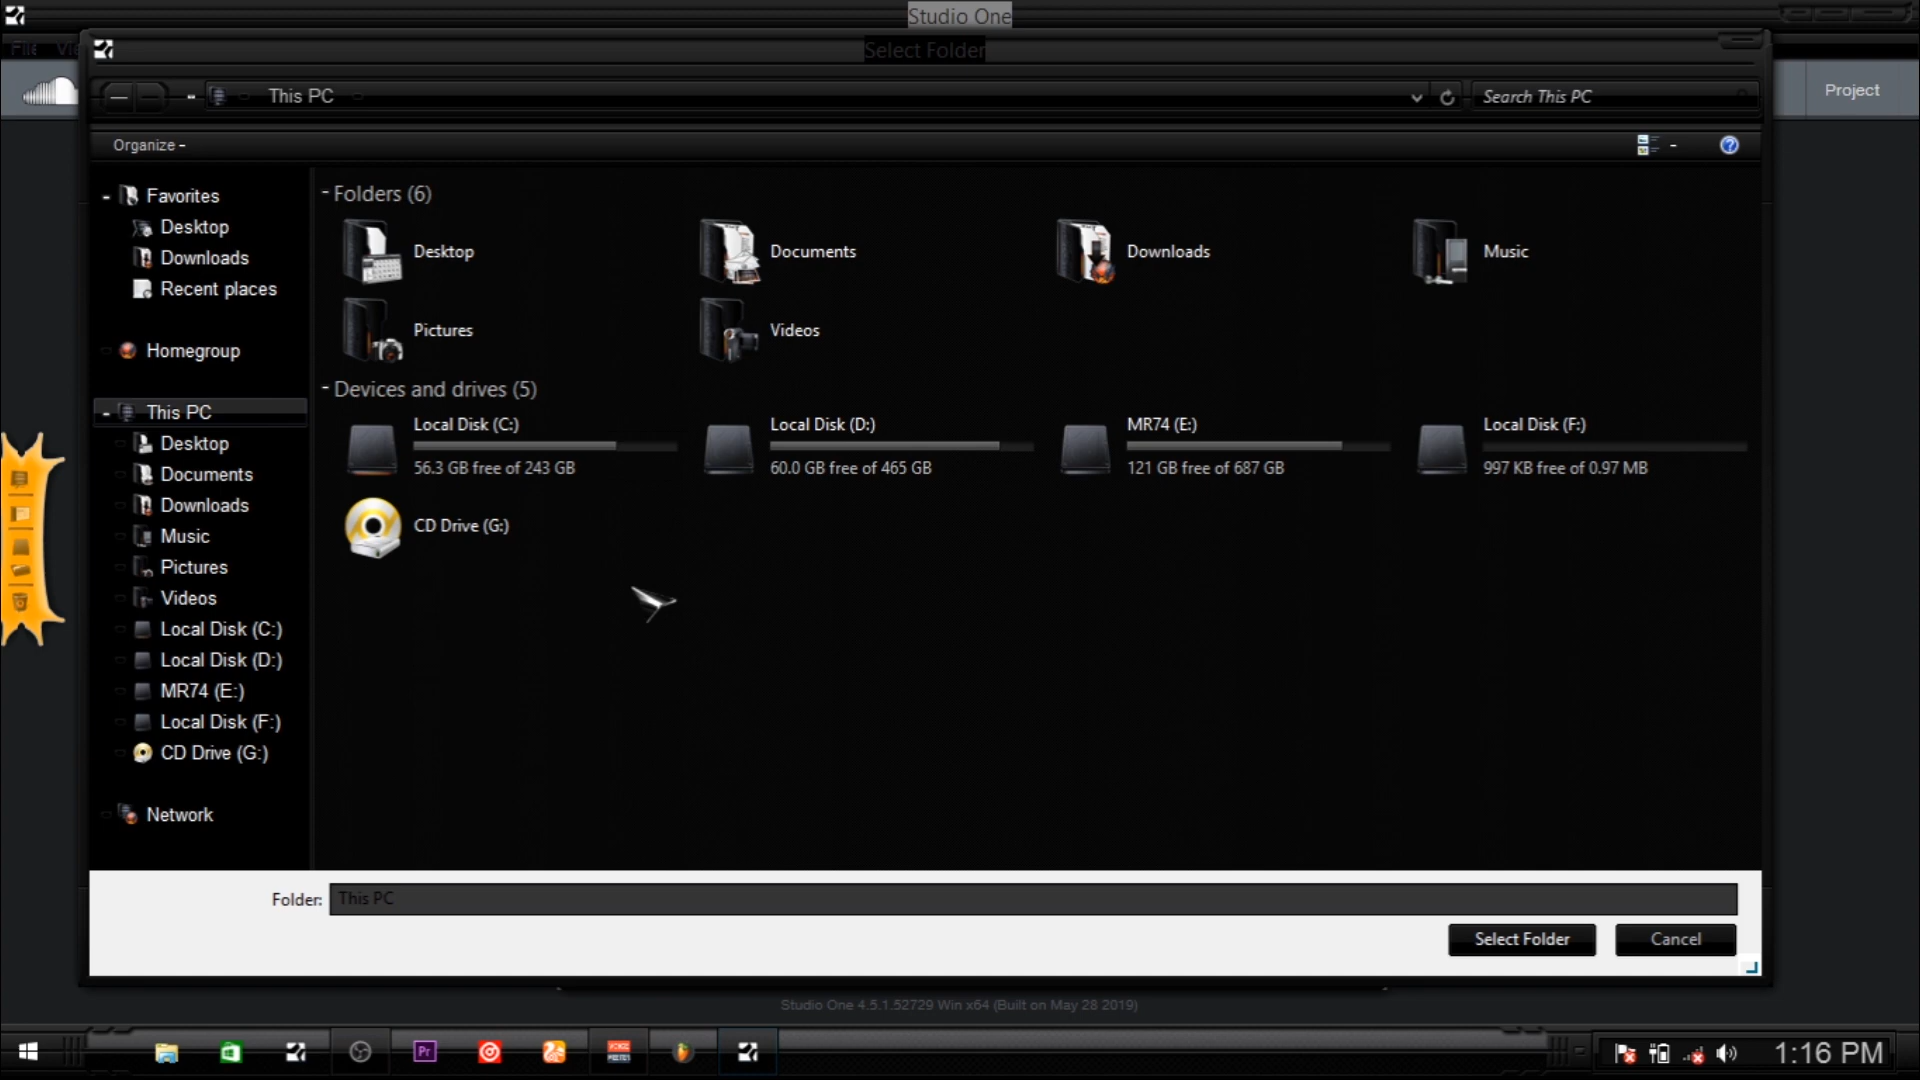 Studio One
Select Folder
File
This PC
Search This PC
Project
Organize
Favorites
Desktop
Downloads
Recent places
Homegroup
This PC
Desktop
Documents
Downloads
Music
Pictures
Videos
Local Disk (C:)
Local Disk (D:)
MR74 (E:)
Local Disk (F:)
CD Drive (G:)
Network
Folders (6)
Desktop
Documents
Downloads
Music
Pictures
Videos
Devices and drives (5)
Local Disk (C:)
56.3 GB free of 243 GB
Local Disk (D:)
60.0 GB free of 465 GB
MR74 (E:)
121 GB free of 687 GB
Local Disk (F:)
997 KB free of 0.97 MB
CD Drive (G:)
Folder: This PC
Select Folder
Cancel
Studio One 4.5.1.52729 Win x64 (Built on May 28 2019)
Pr
1:16 PM